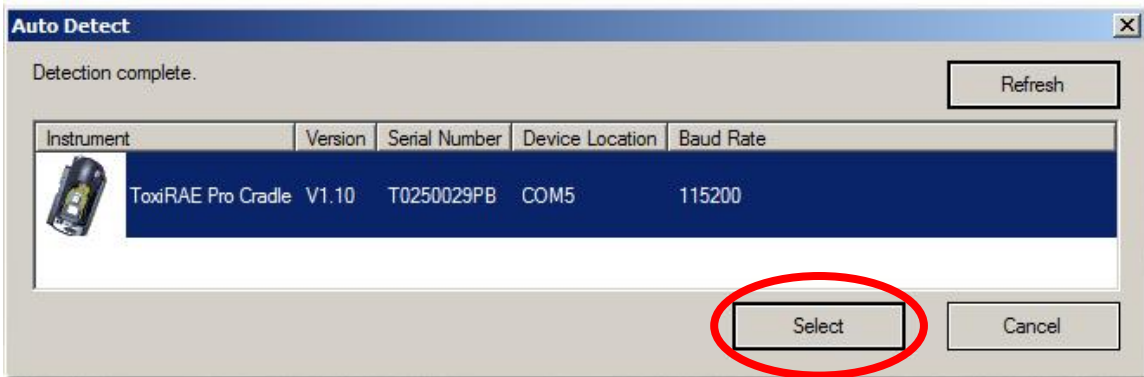 Auto Detect
Detection complete.
Refresh
Instrument Version Serial Number Device Location Baud Rate
ToxiRAE Pro Cradle V1.10 T0250029PB COM5 115200
Select Cancel